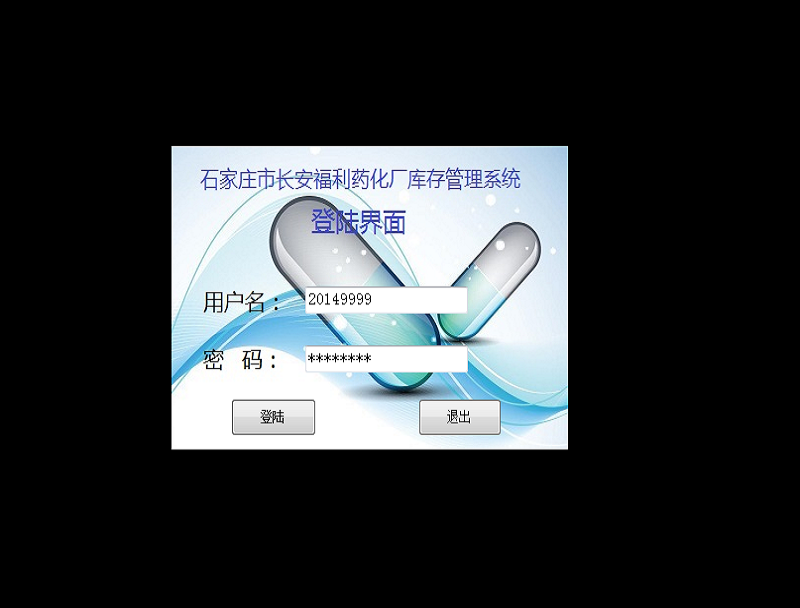 石家庄市长安福利药化厂库存管理系统
登陆界面
用户名： 20149999
密 码： ********
登陆 退出